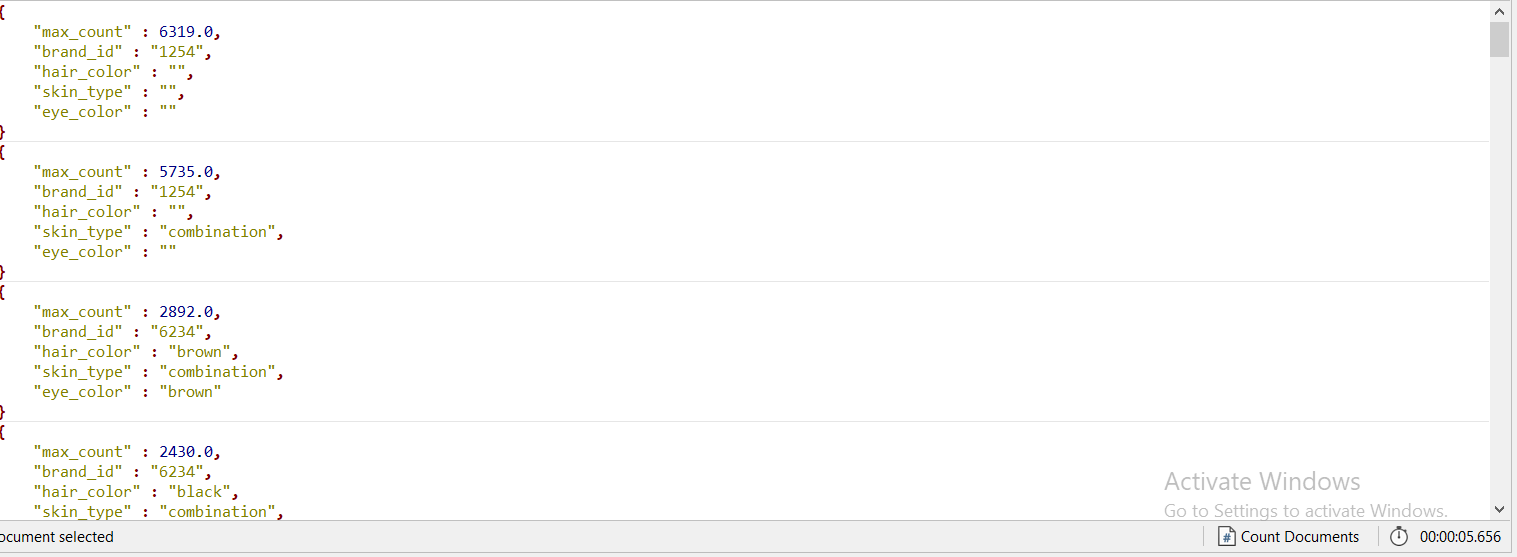 {
"max_count" : 6319.0,
"brand_id" : "1254",
"hair_color" : "",
"skin_type" : "",
"eye_color" : ""
}
{
"max_count" : 5735.0,
"brand_id" : "1254",
"hair_color" : "",
"skin_type" : "combination",
"eye_color" : ""
}
{
"max_count" : 2892.0,
"brand_id" : "6234",
"hair_color" : "brown",
"skin_type" : "combination",
"eye_color" : "brown"
}
{
"max_count" : 2430.0,
"brand_id" : "6234",
"hair_color" : "black",
"skin_type" : "combination",
Activate Windows
Go to Settings to activate Windows.
ocument selected
# Count Documents
00:00:05.656